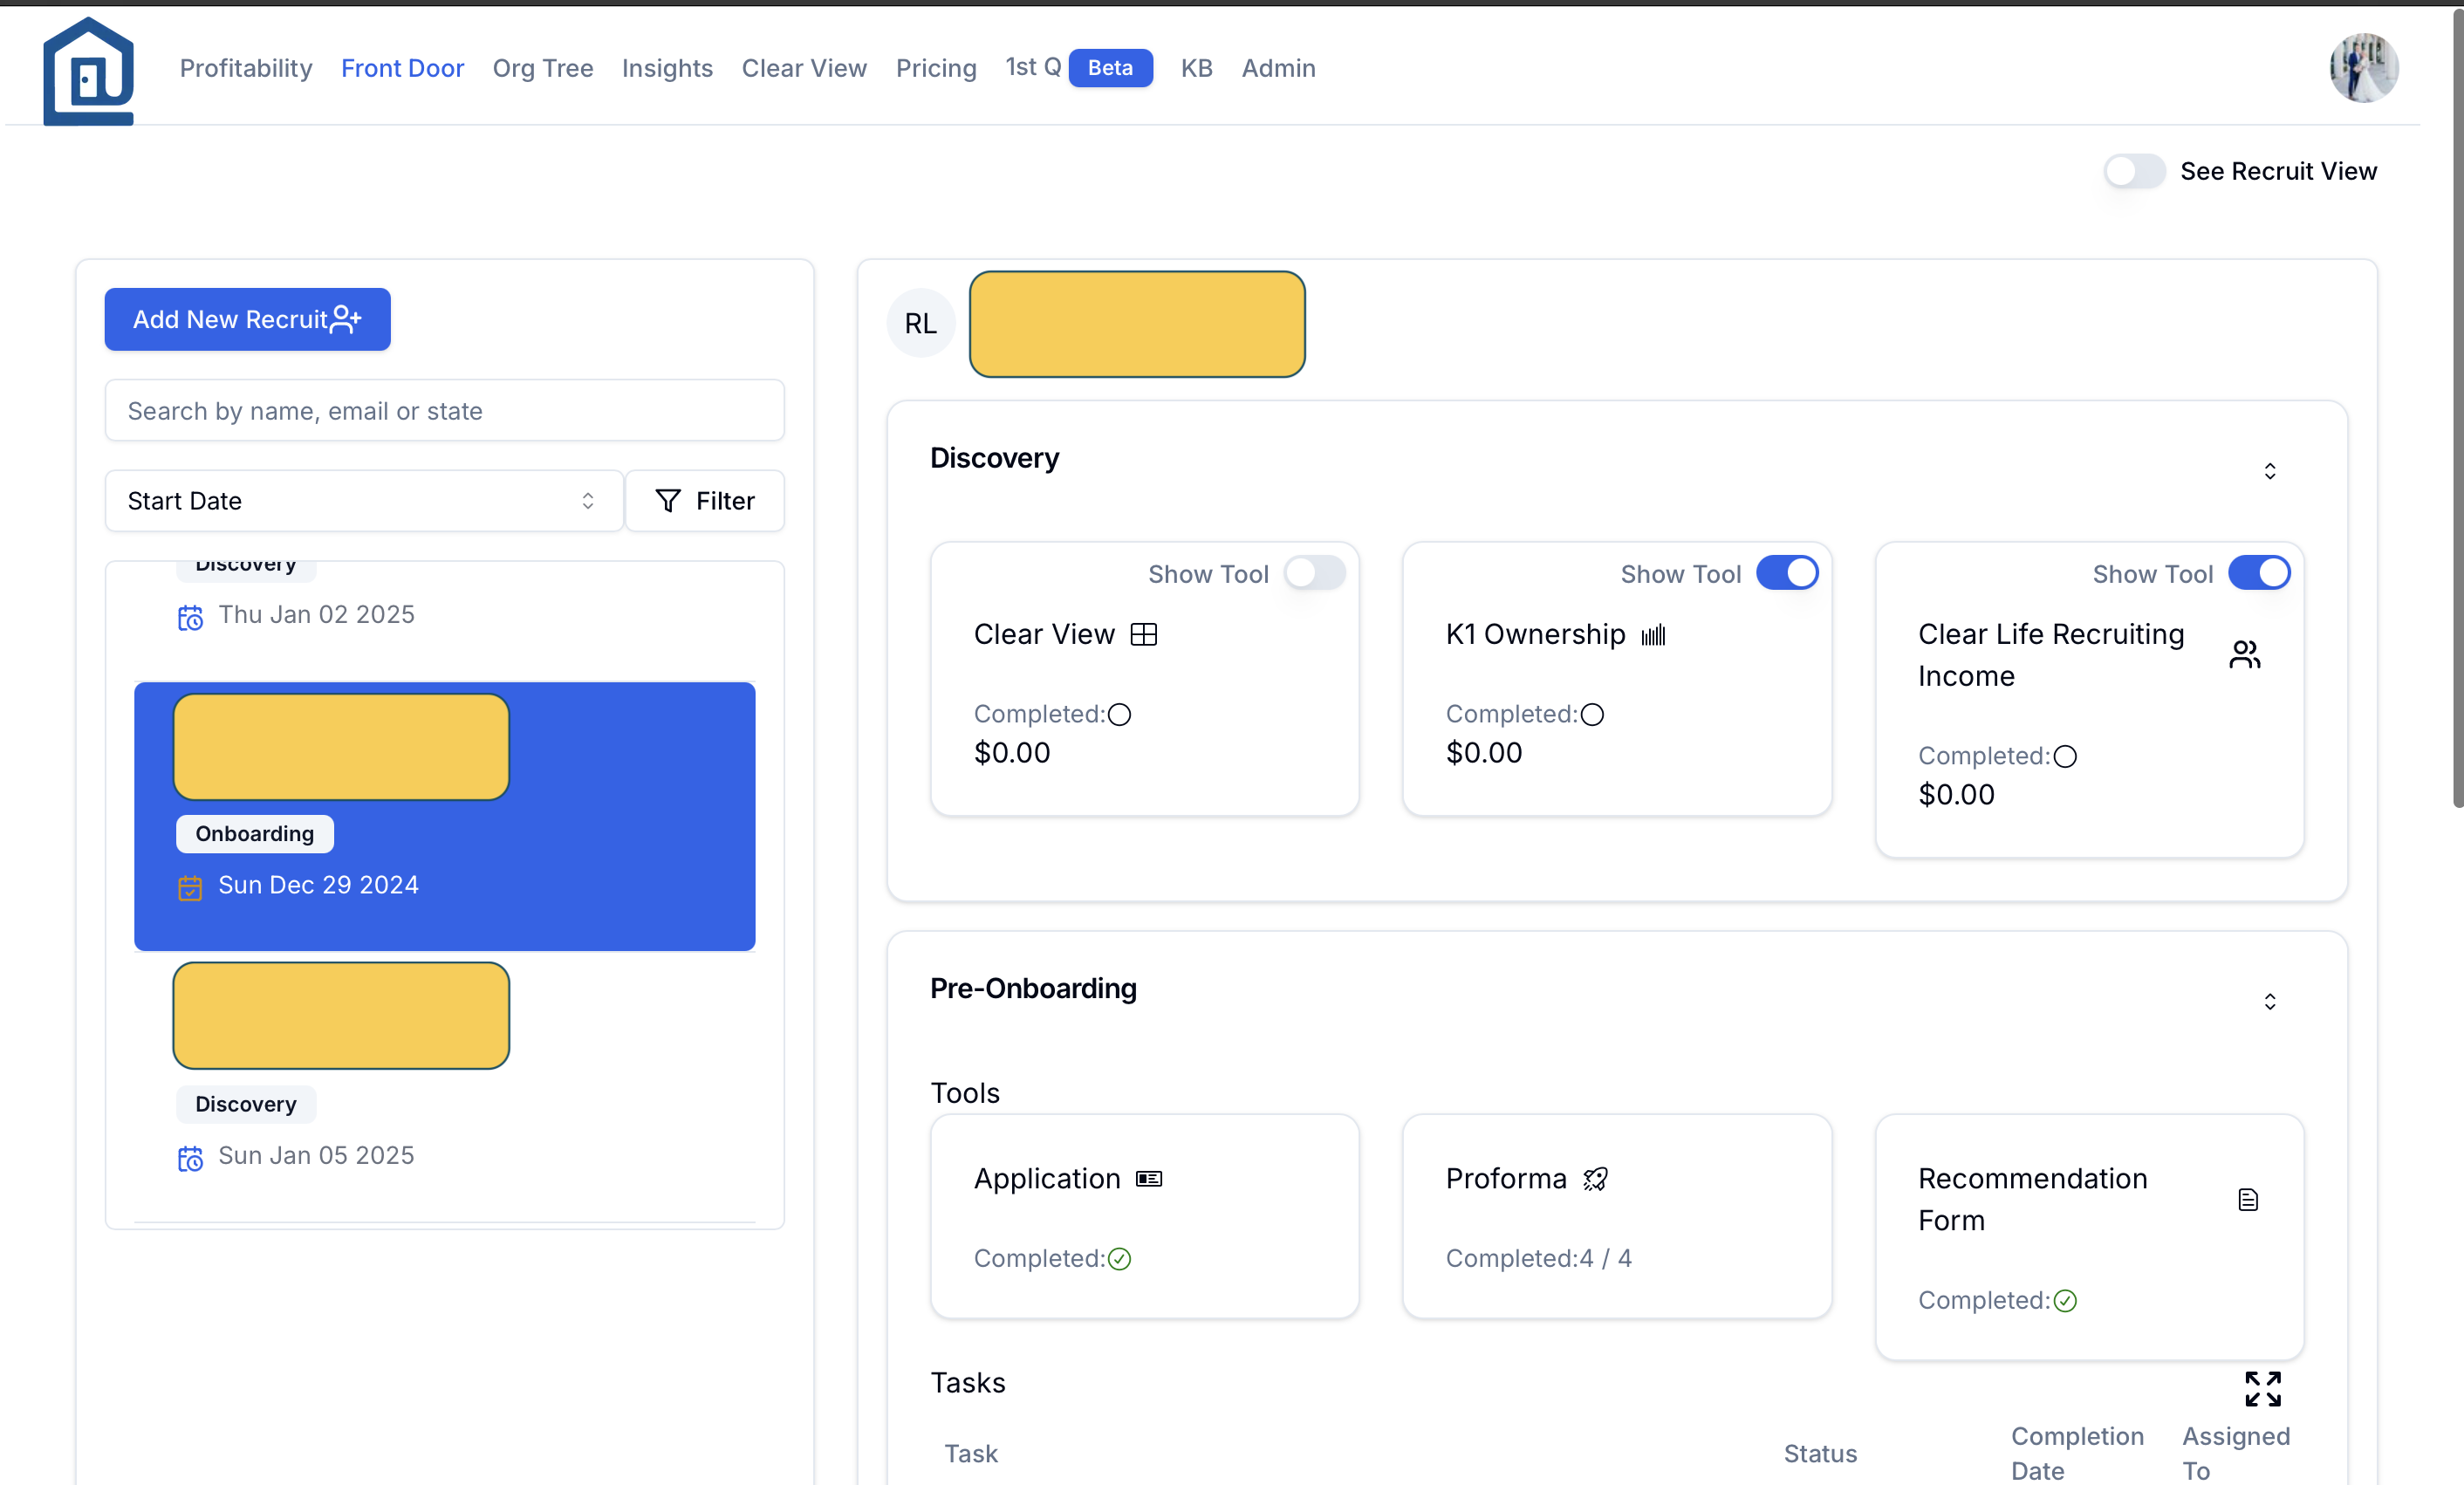 Profitability Front Door Org Tree Insights Clear View Pricing 1st Q Beta KB Admin
See Recruit View
Add New Recruit
Search by name, email or state
Start Date
Filter
Discovery
Thu Jan 02 2025
Onboarding
Sun Dec 29 2024
Discovery
Sun Jan 05 2025
RL
Discovery
Show Tool
Clear View
Completed:
$0.00
Show Tool
K1 Ownership
Completed:
$0.00
Show Tool
Clear Life Recruiting
Income
Completed:
$0.00
Pre-Onboarding
Tools
Application
Completed:
Proforma
Completed:4 / 4
Recommendation
Form
Completed:
Tasks
Task
Status
Completion
Date
Assigned
To